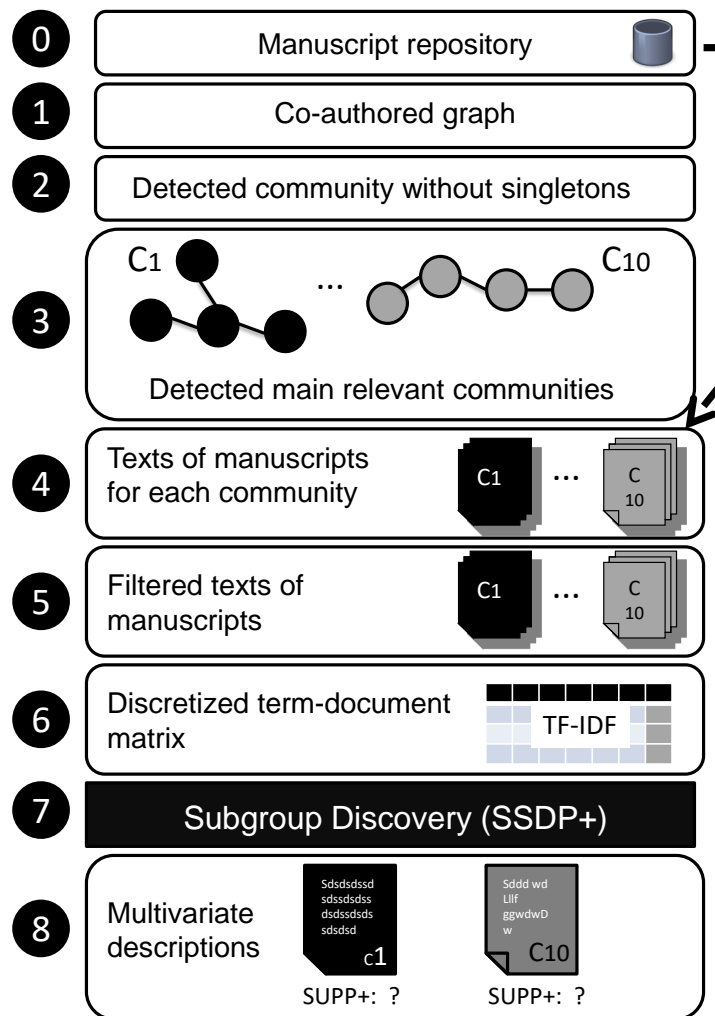 0
Manuscript repository
1
Co-authored graph
2
Detected community without singletons
3
C1
...
C10
Detected main relevant communities
4
Texts of manuscripts
for each community
C1
...
C
10
5
Filtered texts of
manuscripts
C1
...
C
10
6
Discretized term-document
matrix
TF-IDF
7
Subgroup Discovery (SSDP+)
8
Multivariate
descriptions
Sdsdsdssd
sdssdsdss
dsdssdsds
sdsdsd
C1
SUPP+: ?
Sddd wd
Lllf
ggwdwD
w
C10
SUPP+: ?